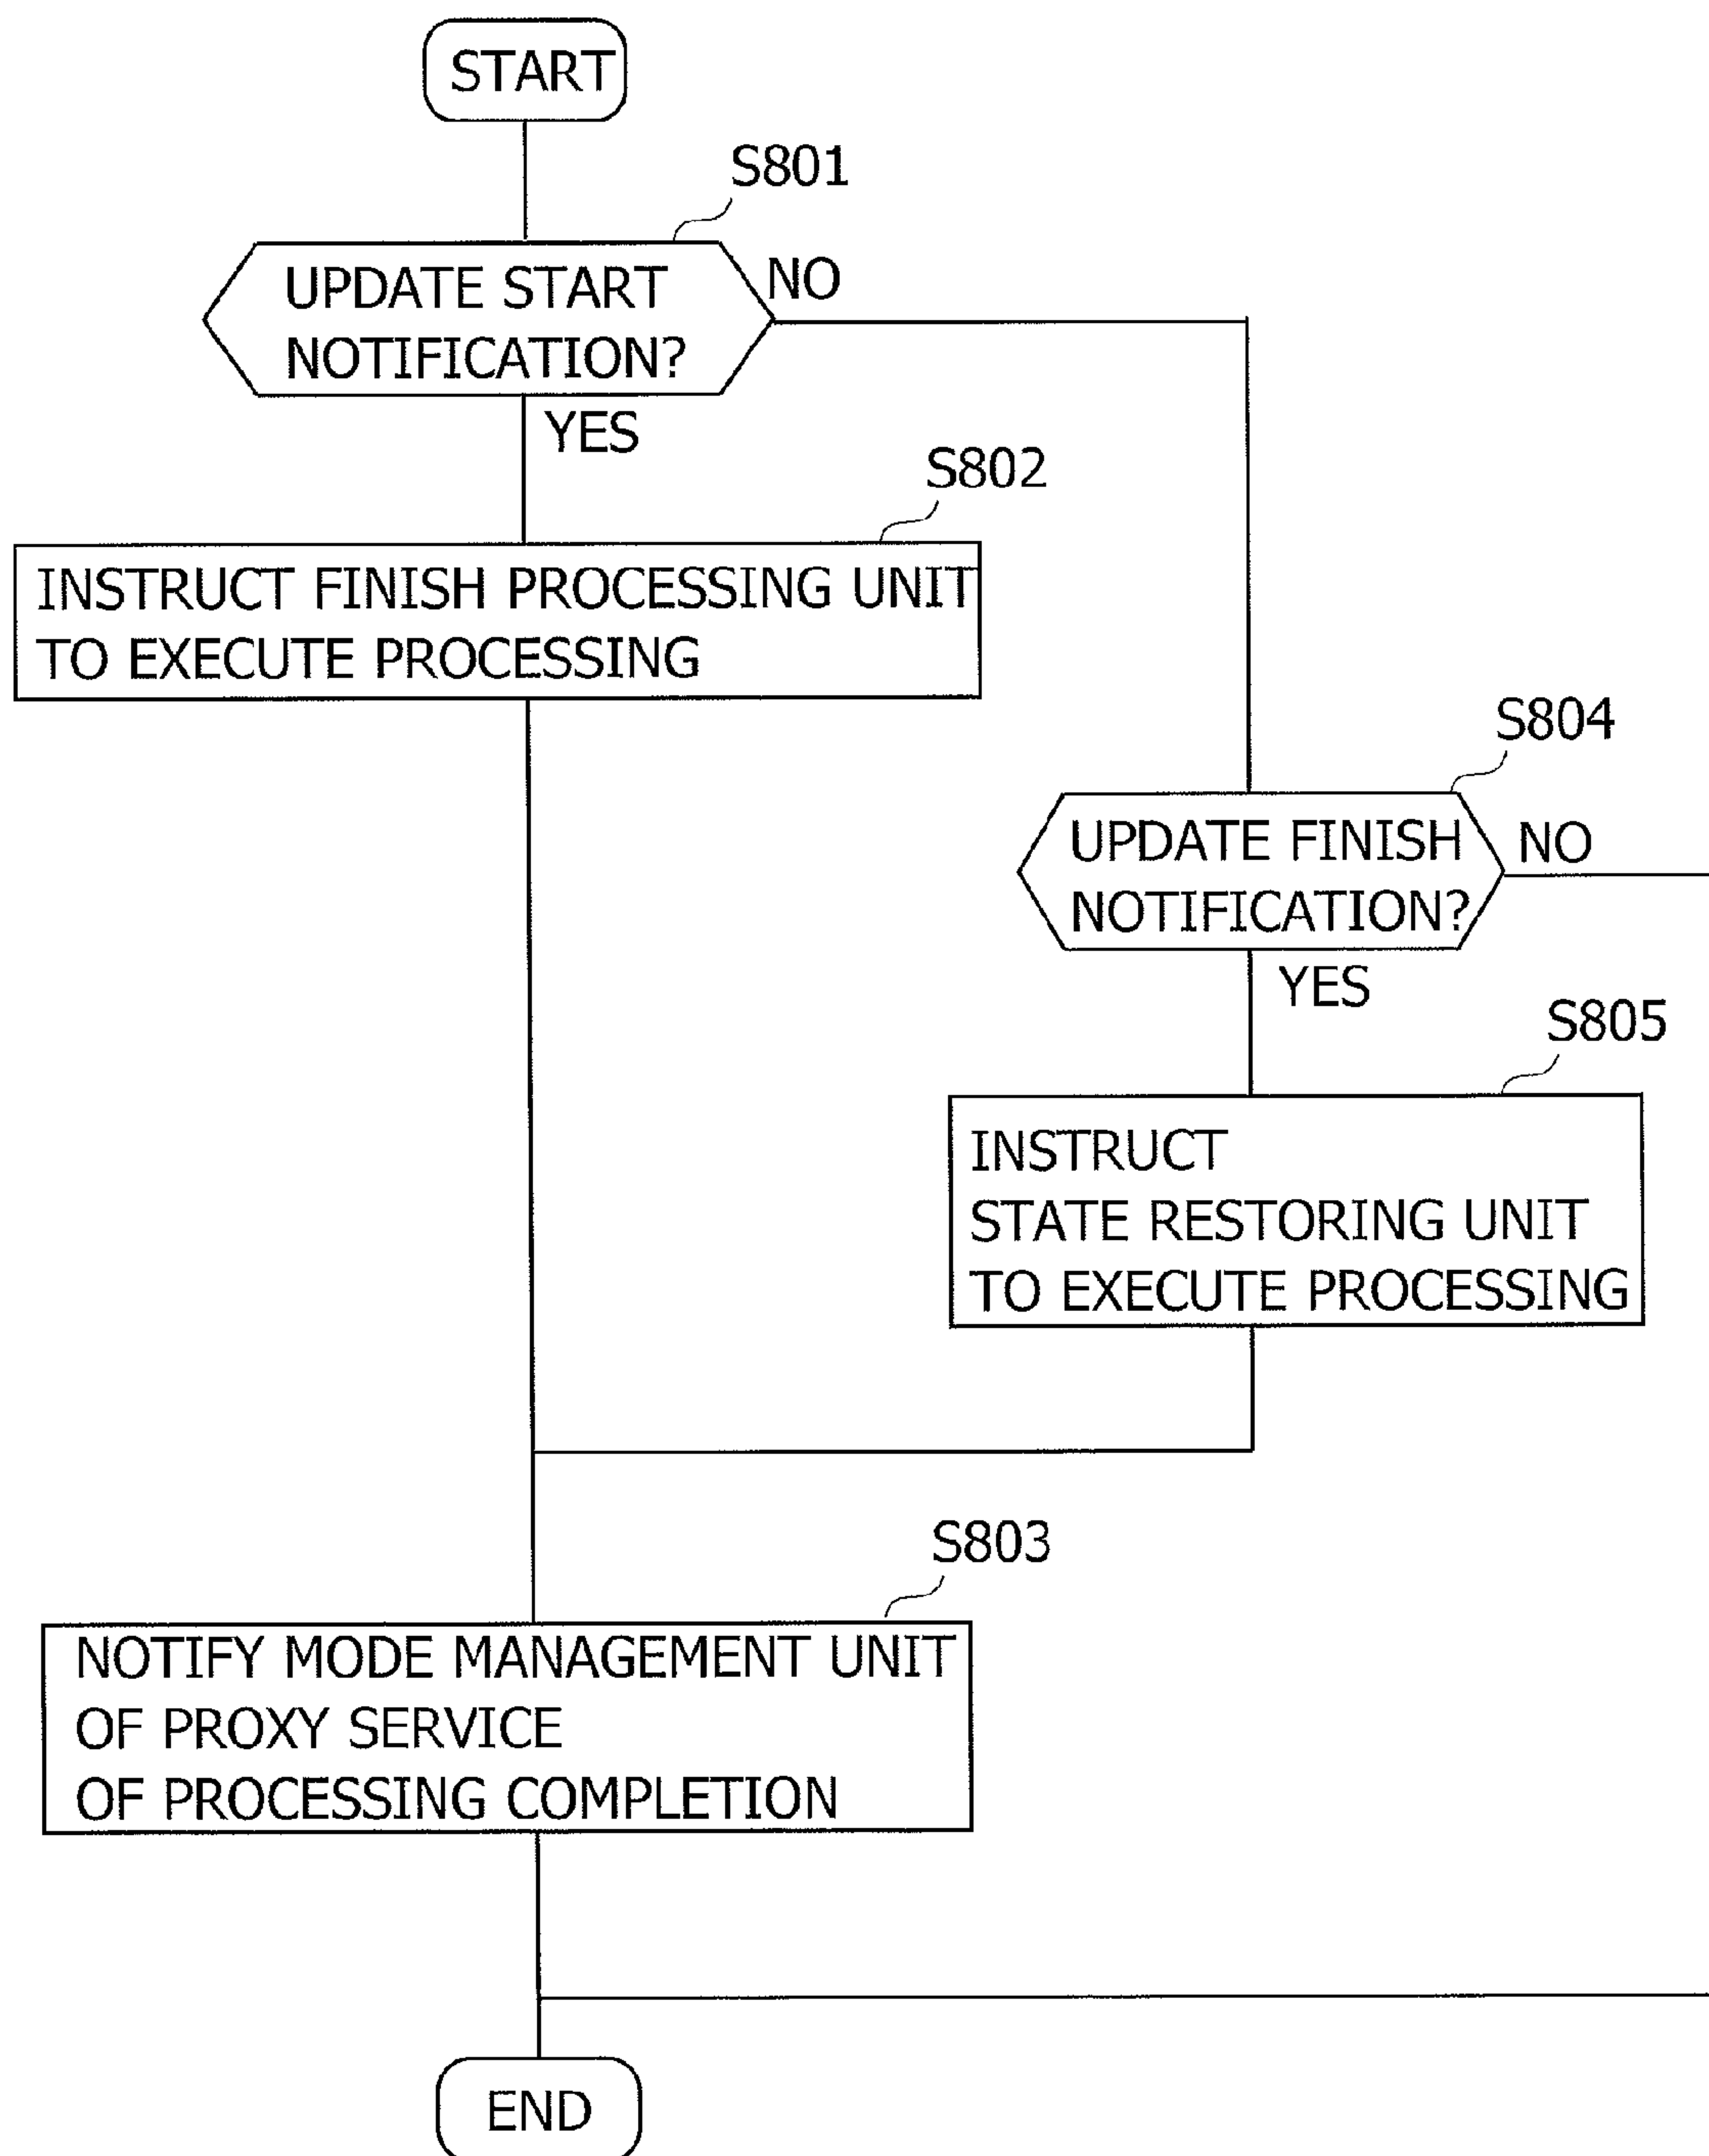 START
S801
UPDATE START
NOTIFICATION?
NO
YES
S802
INSTRUCT FINISH PROCESSING UNIT
TO EXECUTE PROCESSING
S804
UPDATE FINISH
NOTIFICATION?
NO
YES
S805
INSTRUCT
STATE RESTORING UNIT
TO EXECUTE PROCESSING
S803
NOTIFY MODE MANAGEMENT UNIT
OF PROXY SERVICE
OF PROCESSING COMPLETION
END